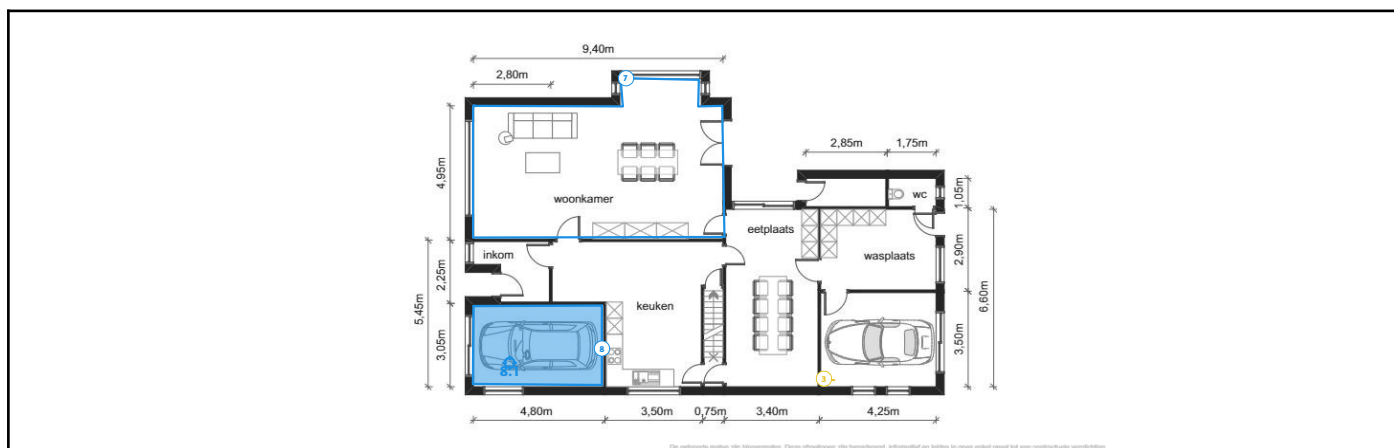 9,40m
2,80m
7
2,85m
1,75m
4,95m
woonkamer
wc
1,05m
eetplaats
inkom
wasplaats
2,90m
2,25m
5,45m
keuken
6,60m
3,05m
8
3,50m
8.1
3
4,80m
3,50m
0,75m
3,40m
4,25m